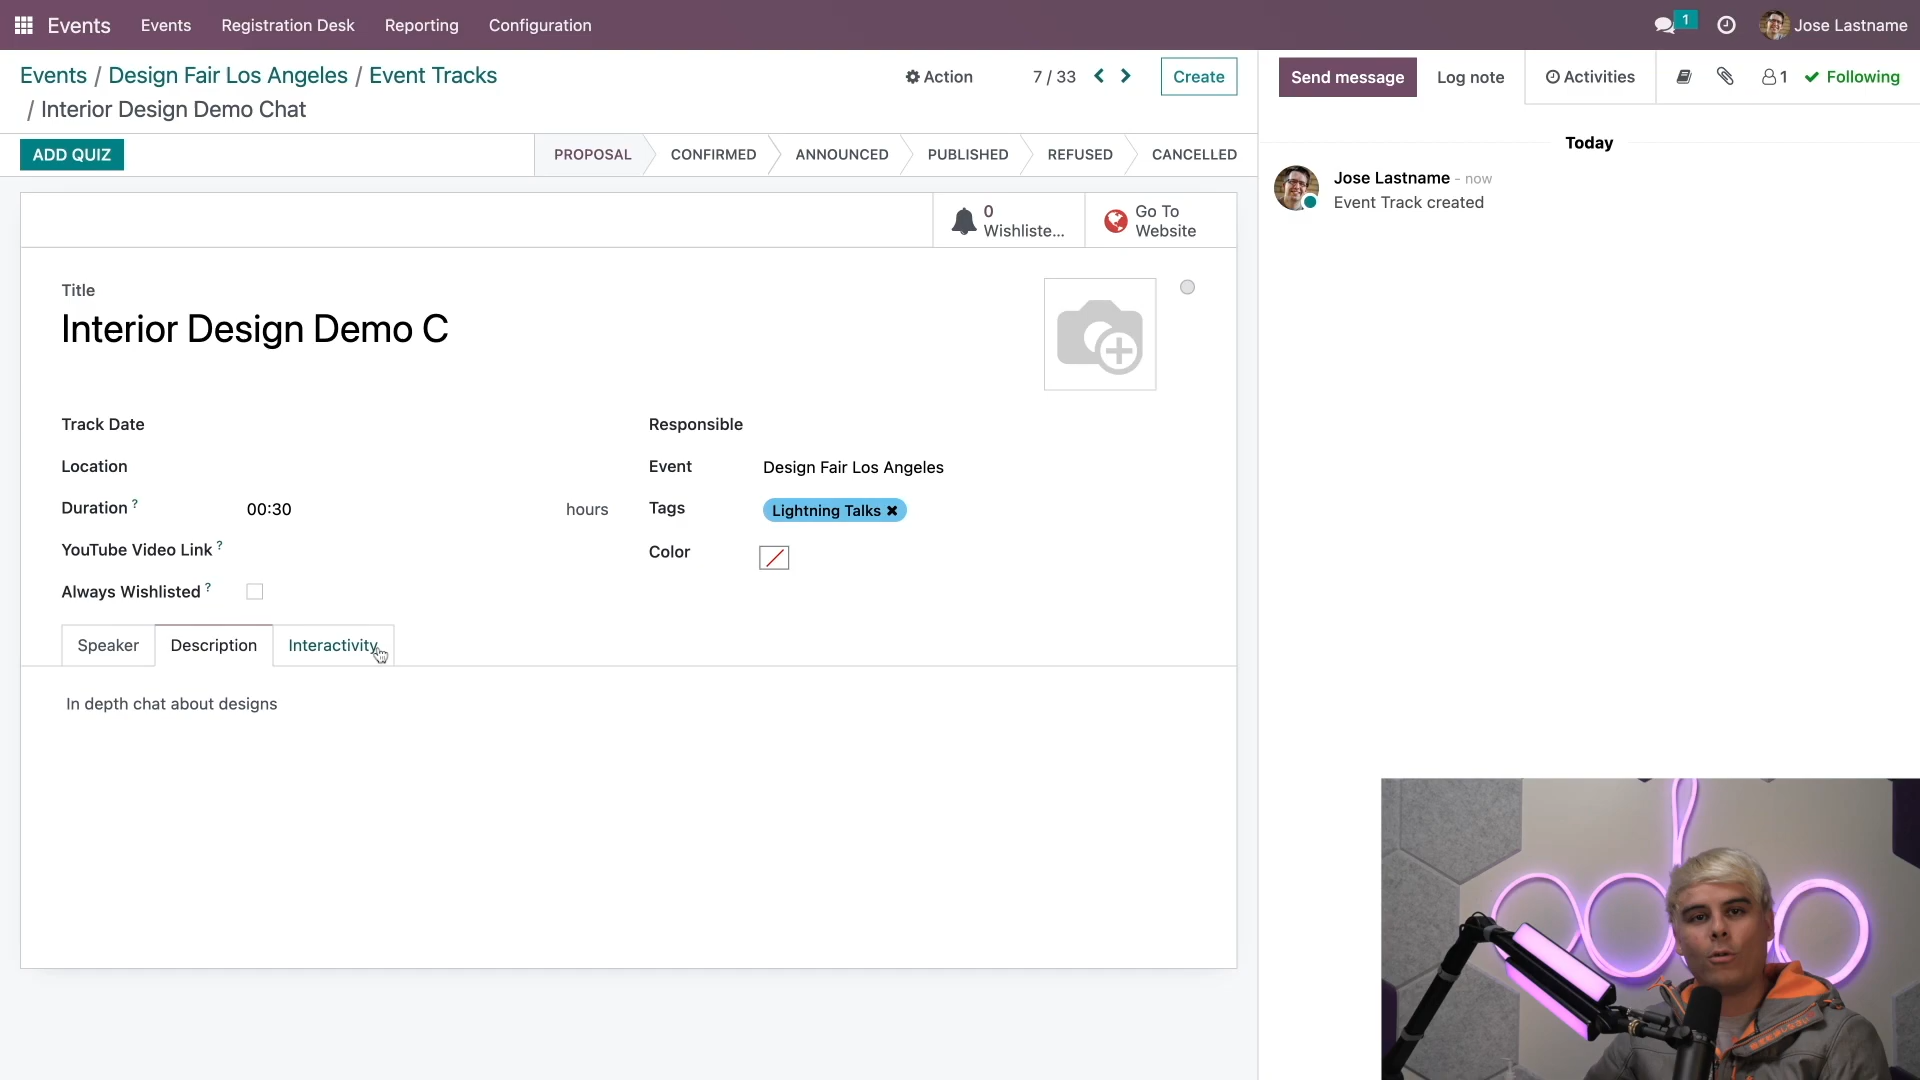 Events
Events
Registration Desk
Reporting
Configuration
1
Jose Lastname
Events / Design Fair Los Angeles / Event Tracks
/ Interior Design Demo Chat
Action
7 / 33
Create
Send message
Log note
Activities
1
Following
ADD QUIZ
PROPOSAL
CONFIRMED
ANNOUNCED
PUBLISHED
REFUSED
CANCELLED
Today
Jose Lastname - now
Event Track created
0
Wishliste...
Go To
Website
Title
Interior Design Demo C
Track Date
Location
Duration ?
00:30
hours
YouTube Video Link ?
Always Wishlisted ?
Responsible
Event
Design Fair Los Angeles
Tags
Lightning Talks
Color
Speaker
Description
Interactivity
In depth chat about designs
odoo